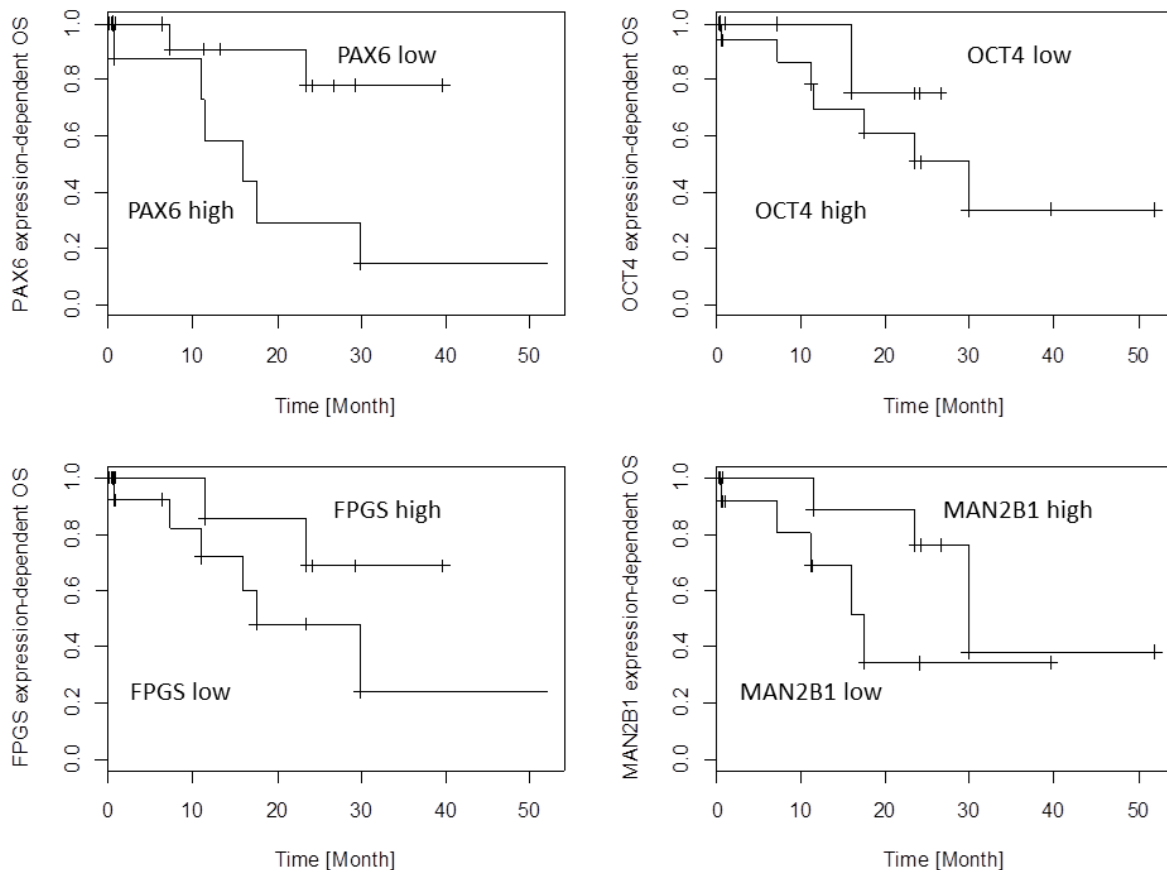 PAX6 expression-dependent OS
0.0 0.2 0.4 0.6 0.8 1.0
PAX6 low
PAX6 high
0 10 20 30 40 50
Time [Month]
OCT4 expression-dependent OS
0.0 0.2 0.4 0.6 0.8 1.0
OCT4 low
OCT4 high
0 10 20 30 40 50
Time [Month]
FPGS expression-dependent OS
0.0 0.2 0.4 0.6 0.8 1.0
FPGS high
FPGS low
0 10 20 30 40 50
Time [Month]
MAN2B1 expression-dependent OS
0.0 0.2 0.4 0.6 0.8 1.0
MAN2B1 high
MAN2B1 low
0 10 20 30 40 50
Time [Month]